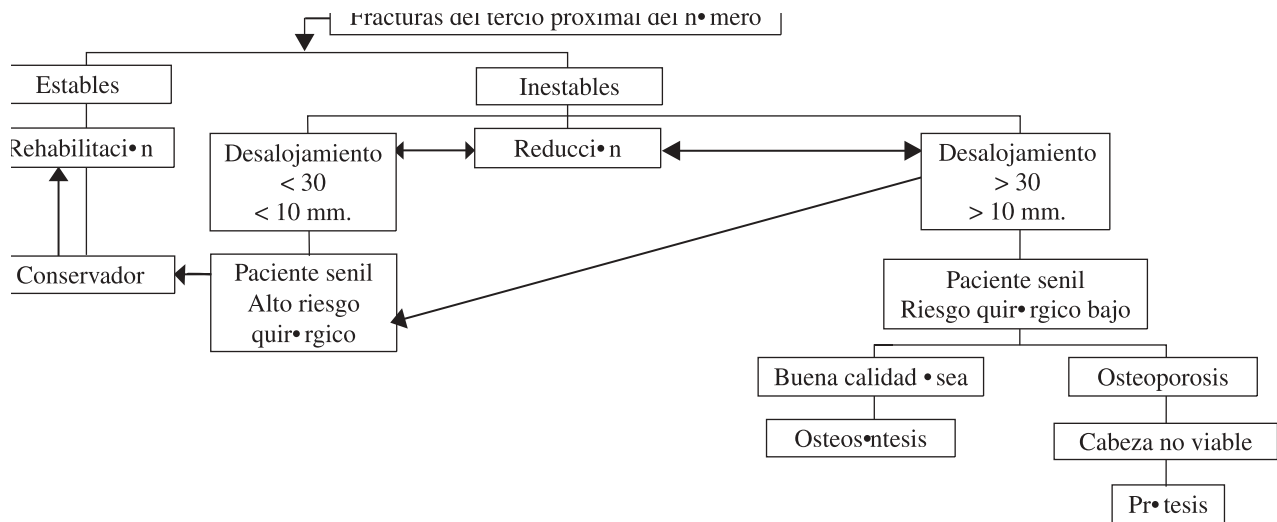 Fracturas del tercio proximal del h• mero
Estables
Inestables
Rehabilitaci• n
Desalojamiento
< 30
< 10 mm.
Reducci• n
Desalojamiento
> 30
> 10 mm.
Conservador
Paciente senil
Alto riesgo
quir• rgico
Paciente senil
Riesgo quir• rgico bajo
Buena calidad • sea
Osteoporosis
Osteos•ntesis
Cabeza no viable
Pr• tesis